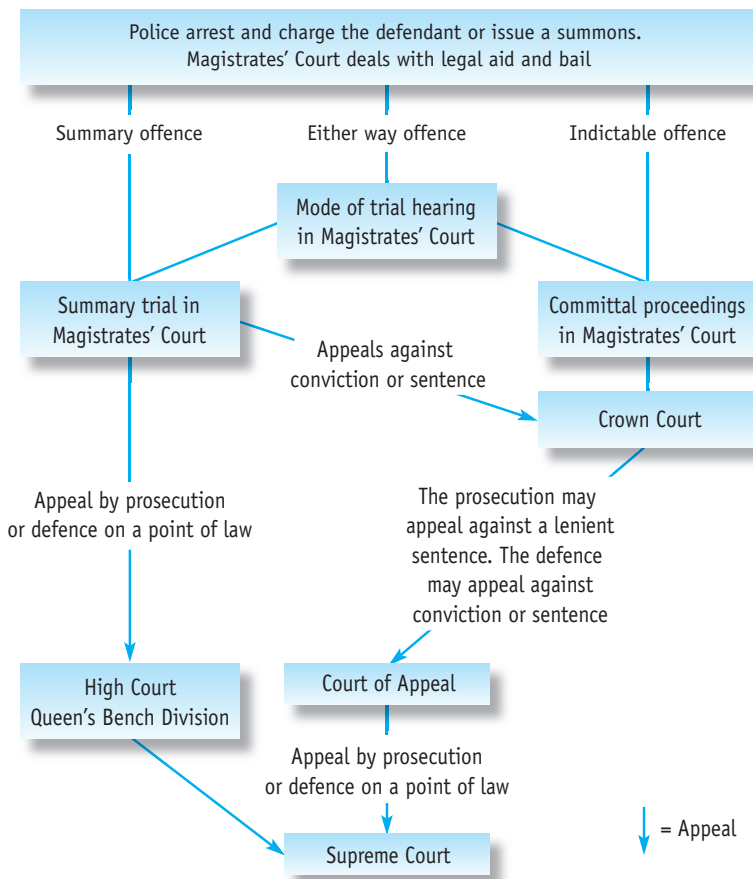 Police arrest and charge the defendant or issue a summons.
Magistrates’ Court deals with legal aid and bail
Summary offence
Either way offence
Indictable offence
Mode of trial hearing
in Magistrates’ Court
Summary trial in
Magistrates’ Court
Committal proceedings
in Magistrates’ Court
Appeals against
conviction or sentence
Crown Court
Appeal by prosecution
or defence on a point of law
The prosecution may
appeal against a lenient
sentence. The defence
may appeal against
conviction or sentence
High Court
Queen’s Bench Division
Court of Appeal
Appeal by prosecution
or defence on a point of law
Supreme Court
= Appeal